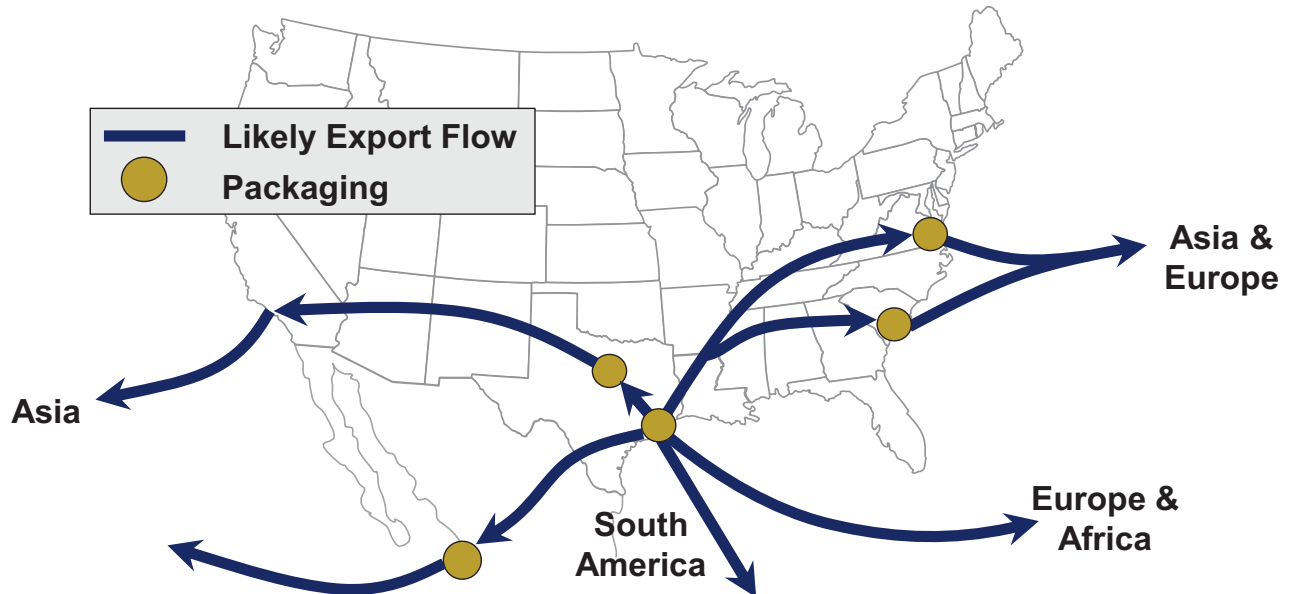 Likely Export Flow
Packaging
Asia &
Europe
Asia
South
America
Europe &
Africa